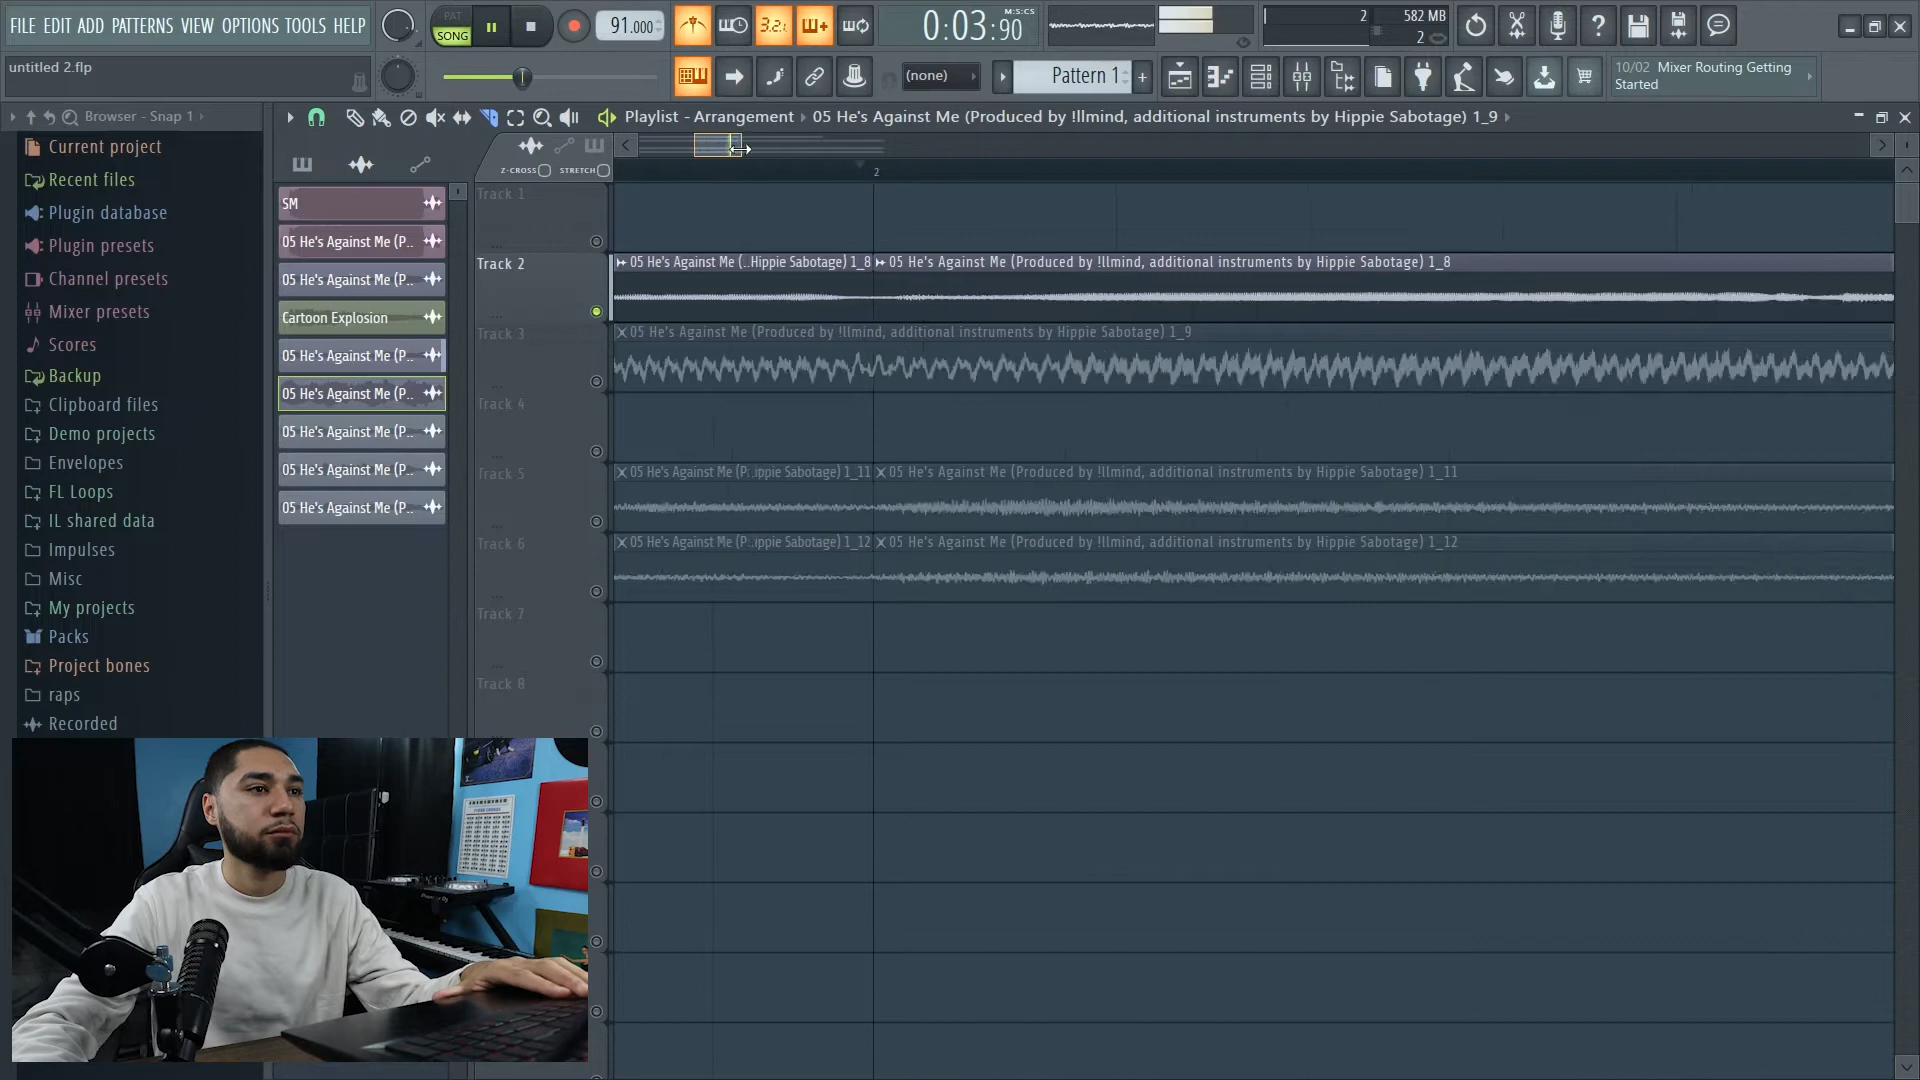 FILE EDIT ADD PATTERNS VIEW OPTIONS TOOLS HELP
PAT
SONG
91.000
3.2.1
0:03:90
M:S:CS
2
582 MB
2
untitled 2.flp
(none)
Pattern 1
10/02 Mixer Routing Getting
Started
Browser - Snap 1
Playlist - Arrangement › 05 He's Against Me (Produced by !llmind, additional instruments by Hippie Sabotage) 1_9
Current project
Recent files
Plugin database
Plugin presets
Channel presets
Mixer presets
Scores
Backup
Clipboard files
Demo projects
Envelopes
FL Loops
IL shared data
Impulses
Misc
My projects
Packs
Project bones
raps
Recorded
SM
05 He's Against Me (P..
05 He's Against Me (P..
Cartoon Explosion
05 He's Against Me (P..
05 He's Against Me (P..
05 He's Against Me (P..
05 He's Against Me (P..
05 He's Against Me (P..
Z-CROSS
STRETCH
2
Track 1
Track 2
05 He's Against Me (..Hippie Sabotage) 1_8
05 He's Against Me (Produced by !llmind, additional instruments by Hippie Sabotage) 1_8
Track 3
05 He's Against Me (Produced by !llmind, additional instruments by Hippie Sabotage) 1_9
Track 4
Track 5
05 He's Against Me (P..ippie Sabotage) 1_11
05 He's Against Me (Produced by !llmind, additional instruments by Hippie Sabotage) 1_11
Track 6
05 He's Against Me (P..ippie Sabotage) 1_12
05 He's Against Me (Produced by !llmind, additional instruments by Hippie Sabotage) 1_12
Track 7
Track 8